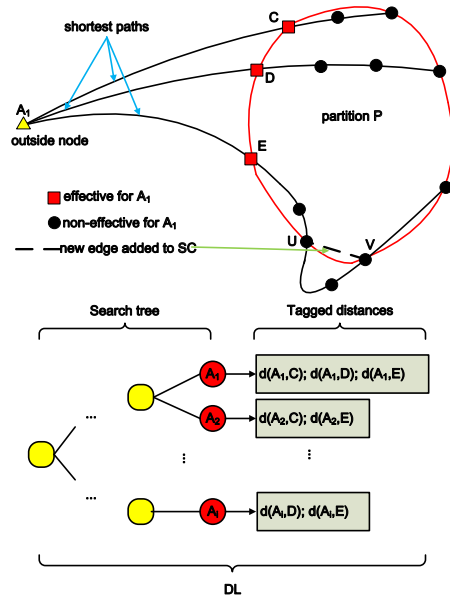 C
shortest paths
D
A1
partition P
outside node
E
effective for A1
non-effective for A1
U
V
new edge added to SC
Search tree
Tagged distances
A1
d(A1,C); d(A1,D); d(A1,E)
...
A2
d(A2,C); d(A2,E)
...
...
...
Ai
d(Ai,D); d(Ai,E)
DL